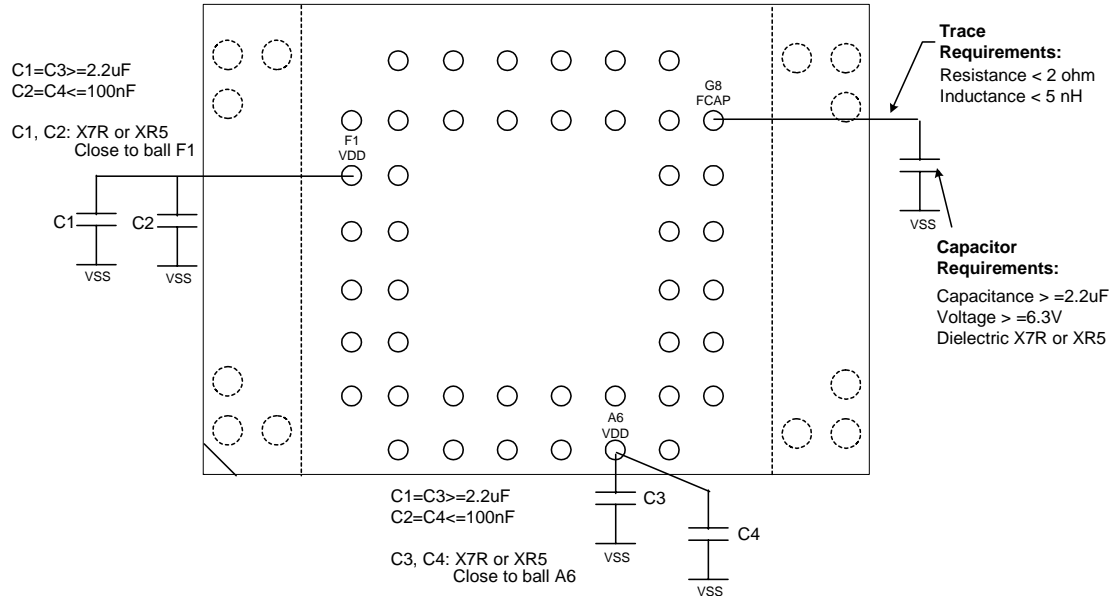 C1=C3>=2.2uF
C2=C4<=100nF
C1, C2: X7R or XR5
Close to ball F1
C1
C2
VSS
VSS
F1
VDD
G8
FCAP
Trace
Requirements:
Resistance < 2 ohm
Inductance < 5 nH
VSS
Capacitor
Requirements:
Capacitance > =2.2uF
Voltage > =6.3V
Dielectric X7R or XR5
A6
VDD
C1=C3>=2.2uF
C2=C4<=100nF
C3, C4: X7R or XR5
Close to ball A6
C3
VSS
C4
VSS